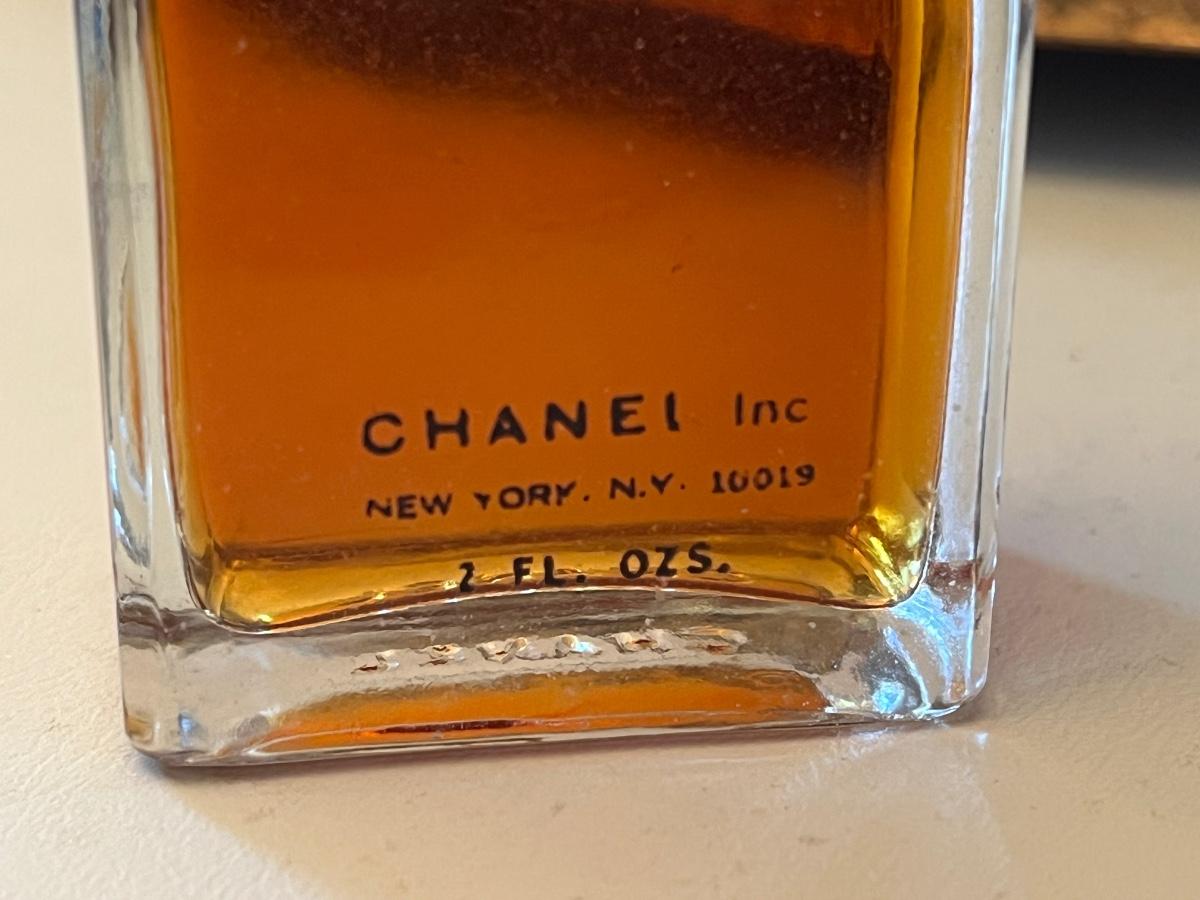 CHANEL Inc
NEW YORK. N.Y. 10019
2 FL. OZS.